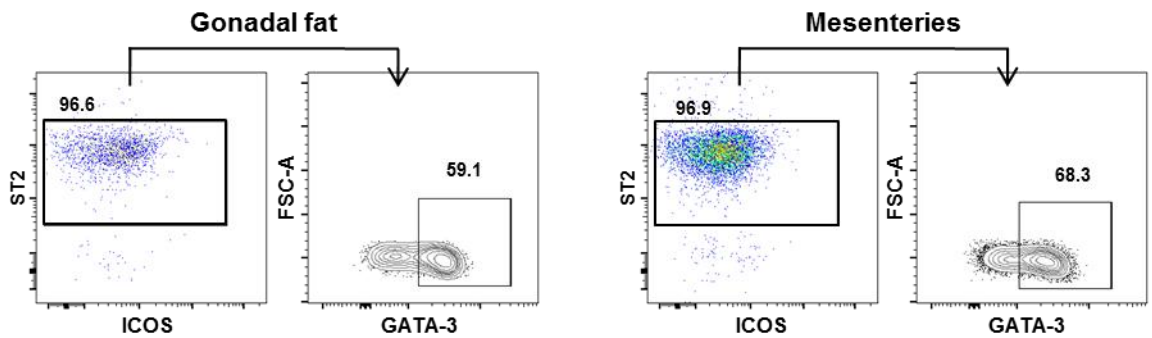 Gonadal fat
96.6
ST2
ICOS
59.1
FSC-A
GATA-3
Mesenteries
96.9
ST2
ICOS
68.3
FSC-A
GATA-3